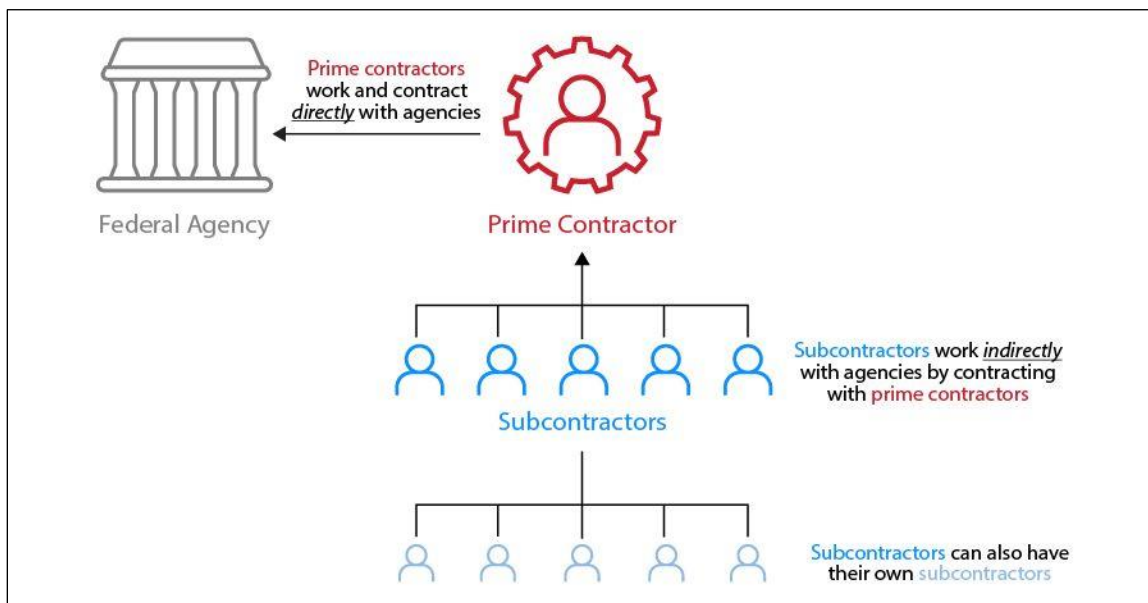 Prime contractors
work and contract
directly with agencies
Federal Agency
Prime Contractor
Subcontractors work indirectly
with agencies by contracting
with prime contractors
Subcontractors
Subcontractors can also have
their own subcontractors